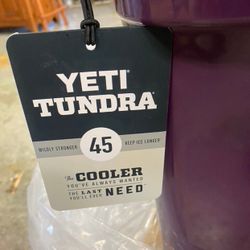 YETI
TUNDRA
WILDLY STRONGER 45 KEEP ICE LONGER
The COOLER
YOU'VE ALWAYS WANTED
THE LAST NEED
YOU'LL EVER